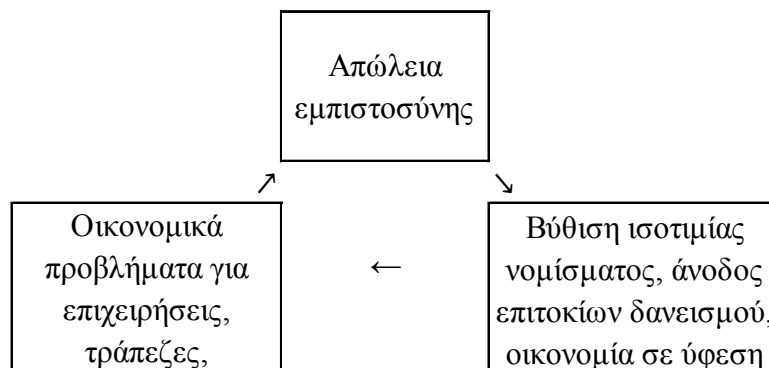 Απώλεια
εμπιστοσύνης
↗
↘
Οικονομικά
προβλήματα για
επιχειρήσεις,
τράπεζες,
←
Βύθιση ισοτιμίας
νομίσματος, άνοδος
επιτοκίων δανεισμού,
οικονομία σε ύφεση